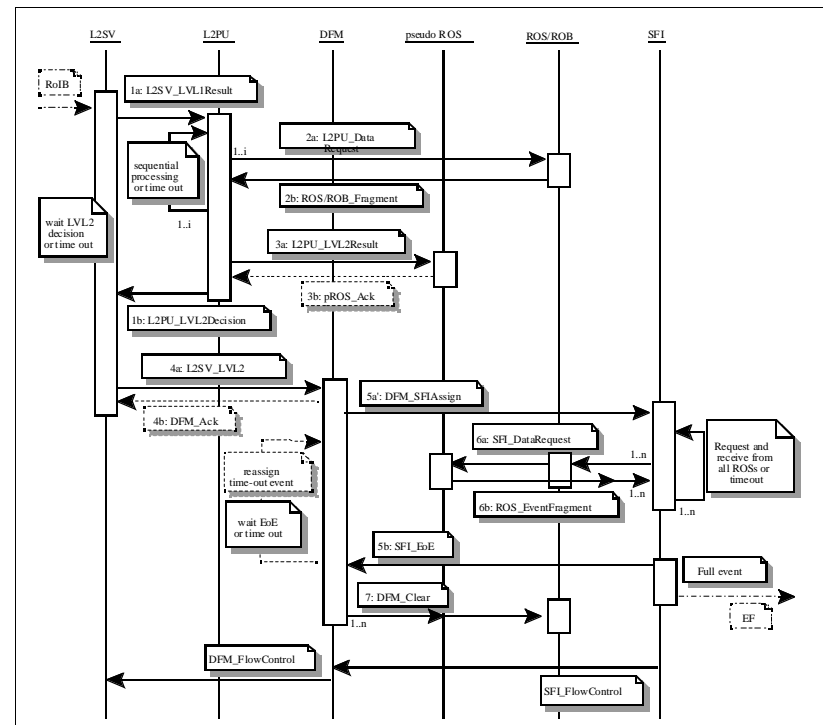 L2SV
L2PU
DFM
pseudo ROS
ROS/ROB
SFI
RoIB
1a: L2SV_LVL1Result
2a: L2PU_Data
Request
1..i
sequential
processing
or time out
2b: ROS/ROB_Fragment
1..i
wait LVL2
decision
or time out
3a: L2PU_LVL2Result
3b: pROS_Ack
1b: L2PU_LVL2Decision
4a: L2SV_LVL2
5a': DFM_SFIAssign
4b: DFM_Ack
6a: SFI_DataRequest
Request and
receive from
all ROSs or
timeout
1..n
reassign
time-out event
1..n
1..n
6b: ROS_EventFragment
wait EoE
or time out
5b: SFI_EoE
Full event
7: DFM_Clear
1..n
EF
DFM_FlowControl
SFI_FlowControl